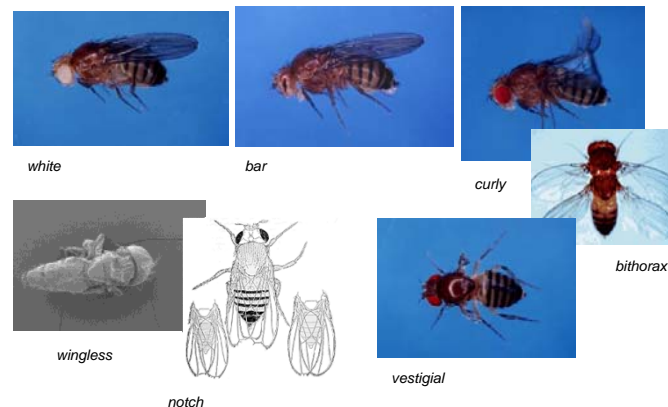 white
bar
curly
bithorax
wingless
vestigial
notch